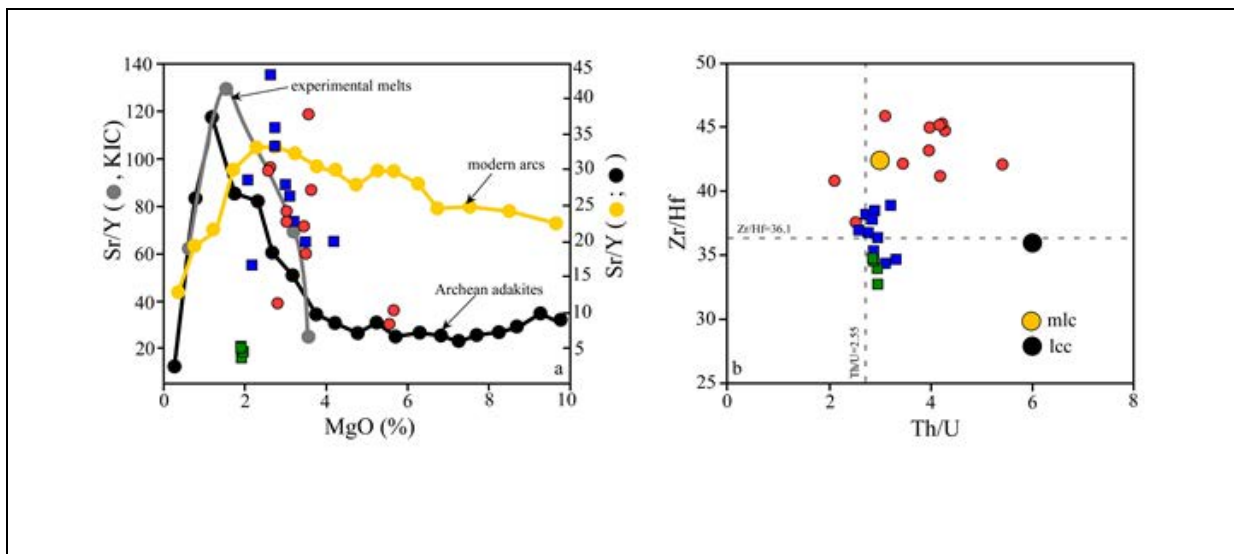 140
120
100
80
60
40
20
Sr/Y ( , KIC)
experimental melts
modern arcs
Archean adakites
a
45
40
35
30
25
20
15
10
5
Sr/Y ( ; )
0
2
4
6
8
10
MgO (%)
50
45
40
35
30
25
Zr/Hf
Zr/Hf=36.1
Th/U=2.55
mlc
lcc
b
0
2
4
6
8
Th/U